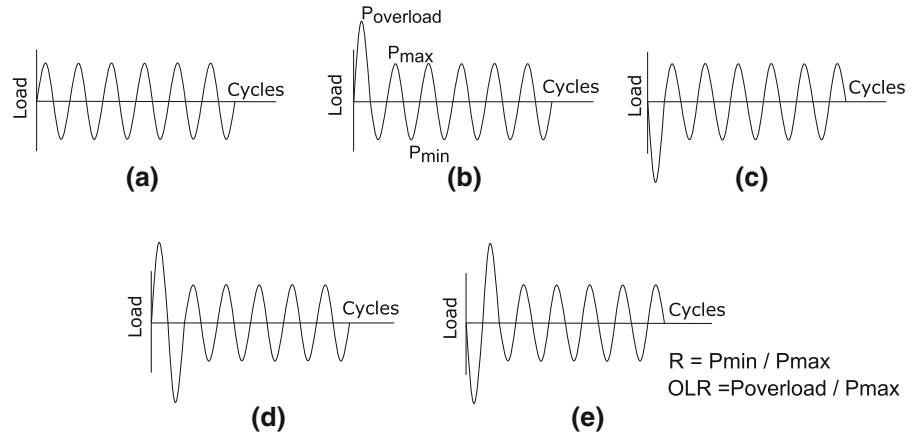 Load
Cycles
(a)
Poverload
Pmax
Load
Cycles
Pmin
(b)
Load
Cycles
(c)
Load
Cycles
(d)
Load
Cycles
(e)
R = Pmin / Pmax
OLR =Poverload / Pmax